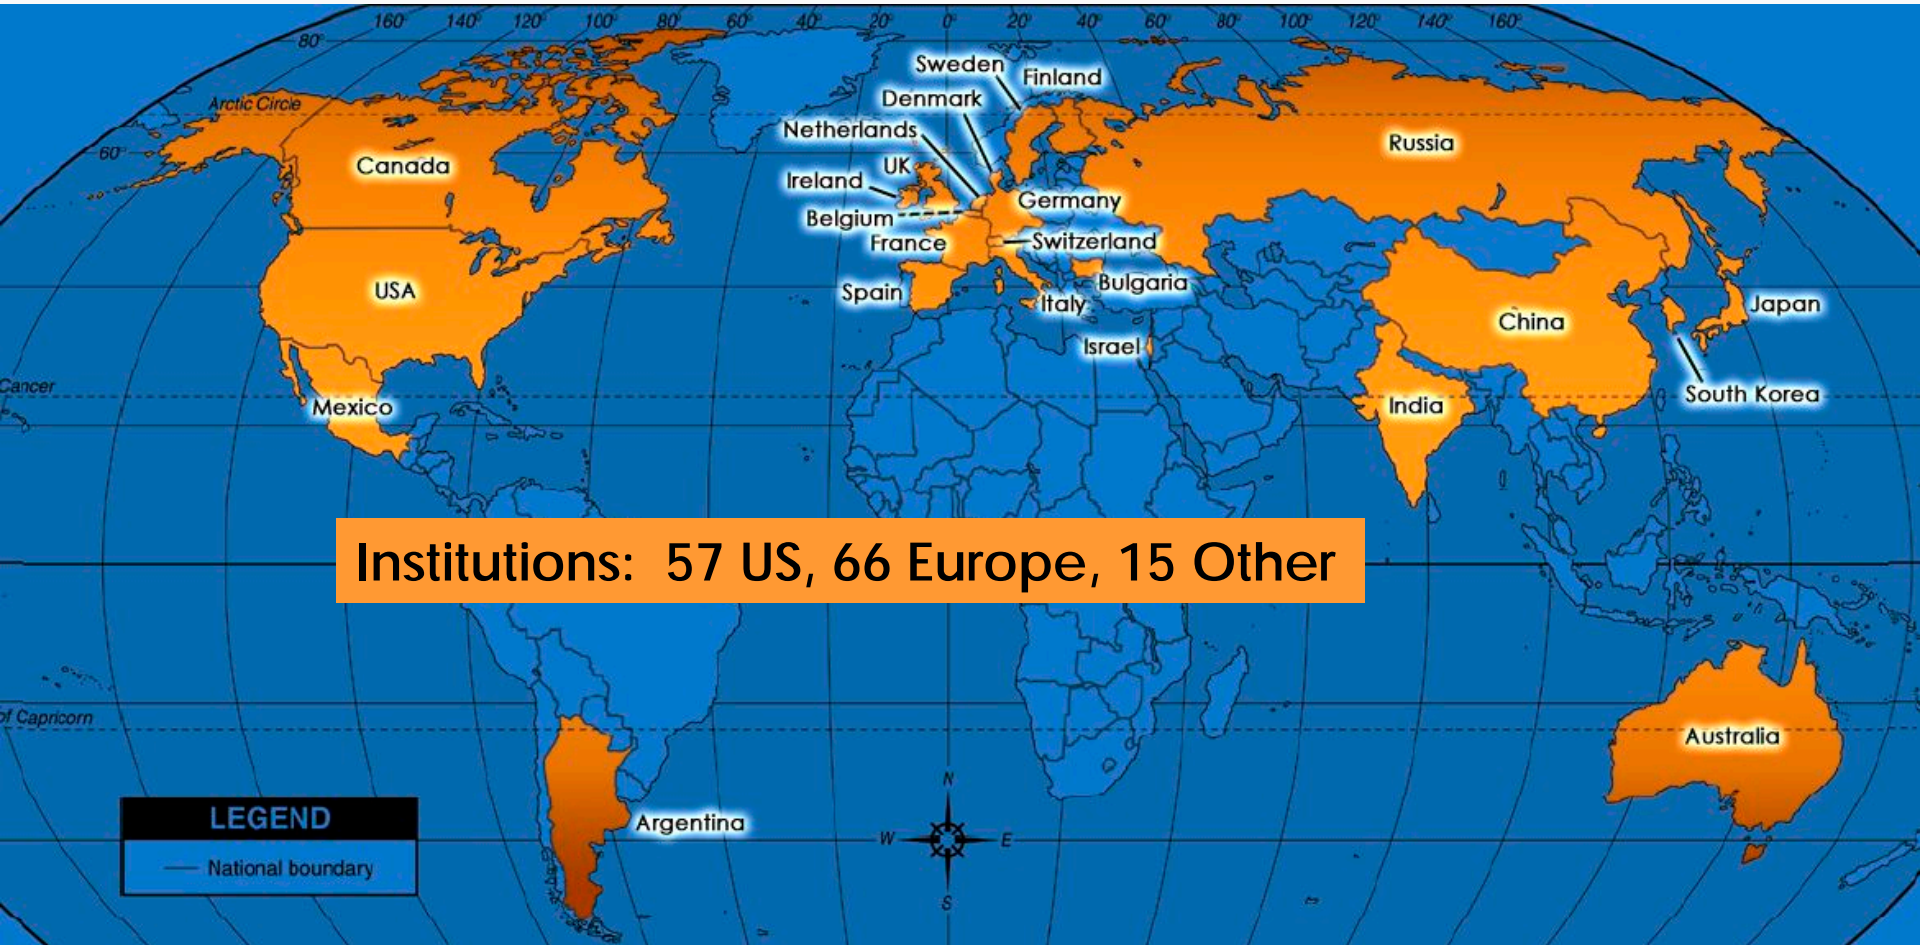 160° 140° 120° 100° 80° 60° 40° 20° 0° 20° 40° 60° 80° 100° 120° 140° 160°
80°
Sweden
Finland
Denmark
Arctic Circle
Netherlands
Russia
60°
Canada
UK
Ireland
Germany
Belgium
France
Switzerland
USA
Spain
Bulgaria
Italy
Japan
China
Israel
Cancer
South Korea
Mexico
India
Institutions: 57 US, 66 Europe, 15 Other
of Capricorn
Australia
N
LEGEND
Argentina
W
E
National boundary
S